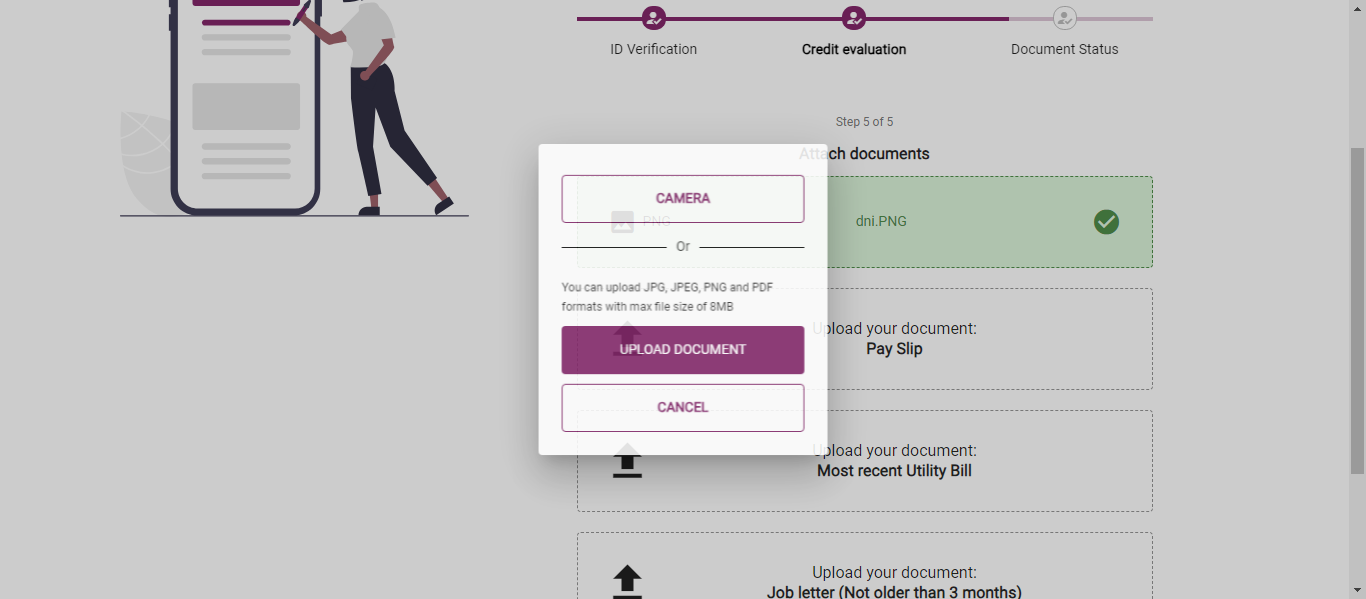 ID Verification
Credit evaluation
Document Status
Step 5 of 5
Attach documents
PNG
dni.PNG
CAMERA
Or
You can upload JPG, JPEG, PNG and PDF
formats with max file size of 8MB
UPLOAD DOCUMENT
CANCEL
Upload your document:
Pay Slip
Upload your document:
Most recent Utility Bill
Upload your document:
Job letter (Not older than 3 months)